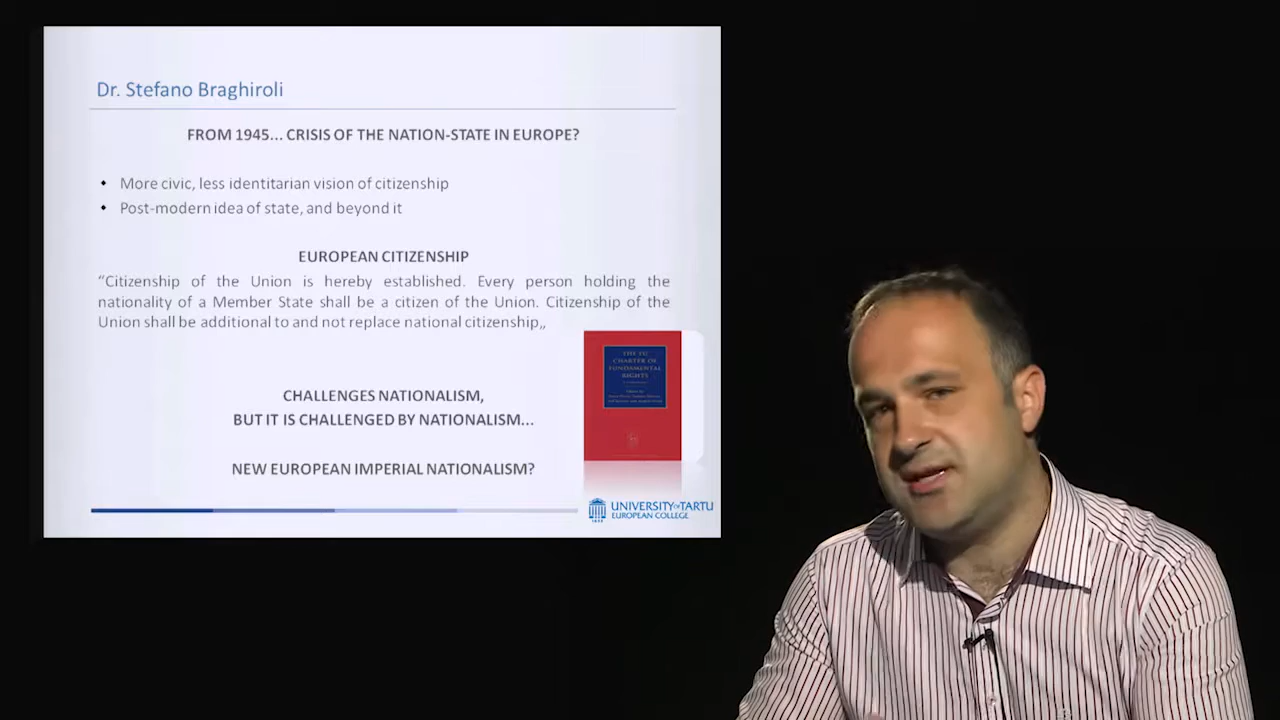 Dr. Stefano Braghiroli
FROM 1945... CRISIS OF THE NATION-STATE IN EUROPE?
• More civic, less identitarian vision of citizenship
• Post-modern idea of state, and beyond it
EUROPEAN CITIZENSHIP
“Citizenship of the Union is hereby established. Every person holding the
nationality of a Member State shall be a citizen of the Union. Citizenship of the
Union shall be additional to and not replace national citizenship„
THE EU
CHARTER OF
FUNDAMENTAL
RIGHTS
CHALLENGES NATIONALISM,
BUT IT IS CHALLENGED BY NATIONALISM...
NEW EUROPEAN IMPERIAL NATIONALISM?
UNIVERSITY OF TARTU
EUROPEAN COLLEGE